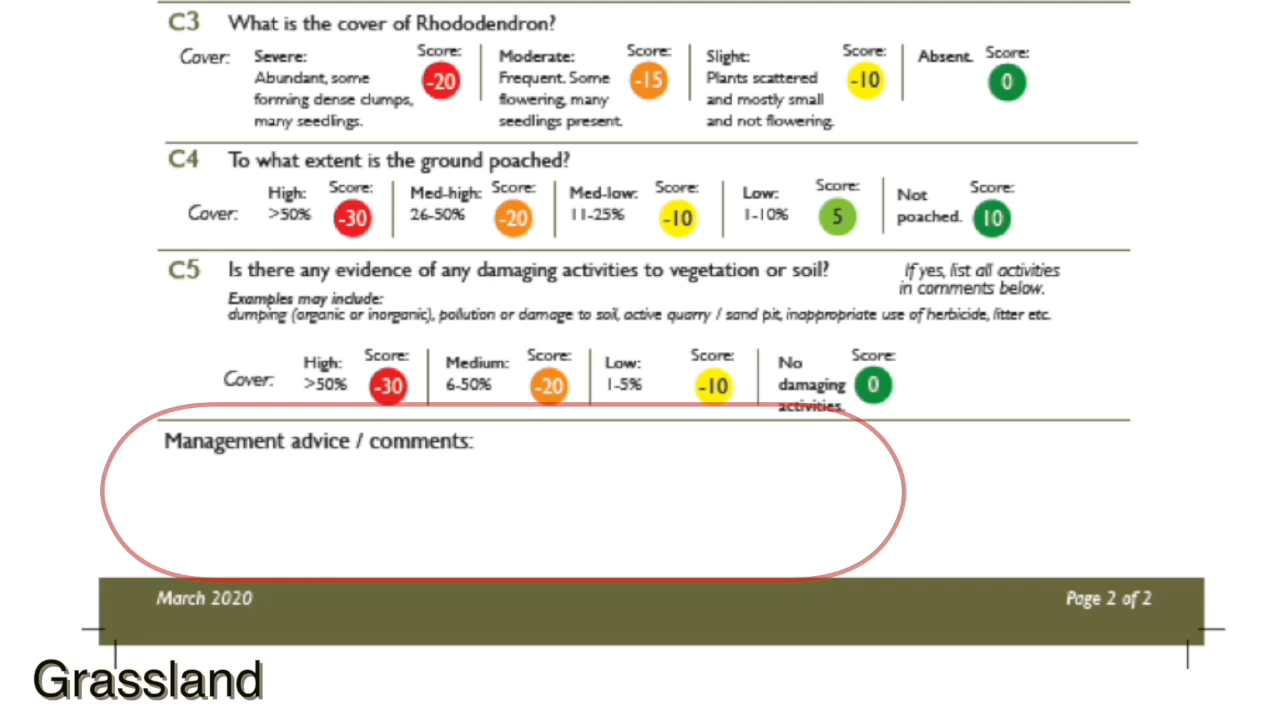 C3 What is the cover of Rhododendron?
Cover: Severe: Score: Moderate: Score: Slight: Score: Absent. Score:
Abundant, some -20 Frequent. Some -15 Plants scattered -10 0
forming dense clumps, flowering, many and mostly small
many seedlings. seedlings present. and not flowering.
C4 To what extent is the ground poached?
High: Score: Med-high: Score: Med-low: Score: Low: Score: Not Score:
Cover: >50% -30 26-50% -20 11-25% -10 1-10% 5 poached. 10
C5 Is there any evidence of any damaging activities to vegetation or soil? If yes, list all activities
in comments below.
Examples may include:
dumping (organic or inorganic), pollution or damage to soil, active quarry / sand pit, inappropriate use of herbicide, litter etc.
High: Score: Medium: Score: Low: Score: No Score:
Cover: >50% -30 6-50% -20 1-5% -10 damaging 0
activities.
Management advice / comments:
March 2020 Page 2 of 2
Grassland